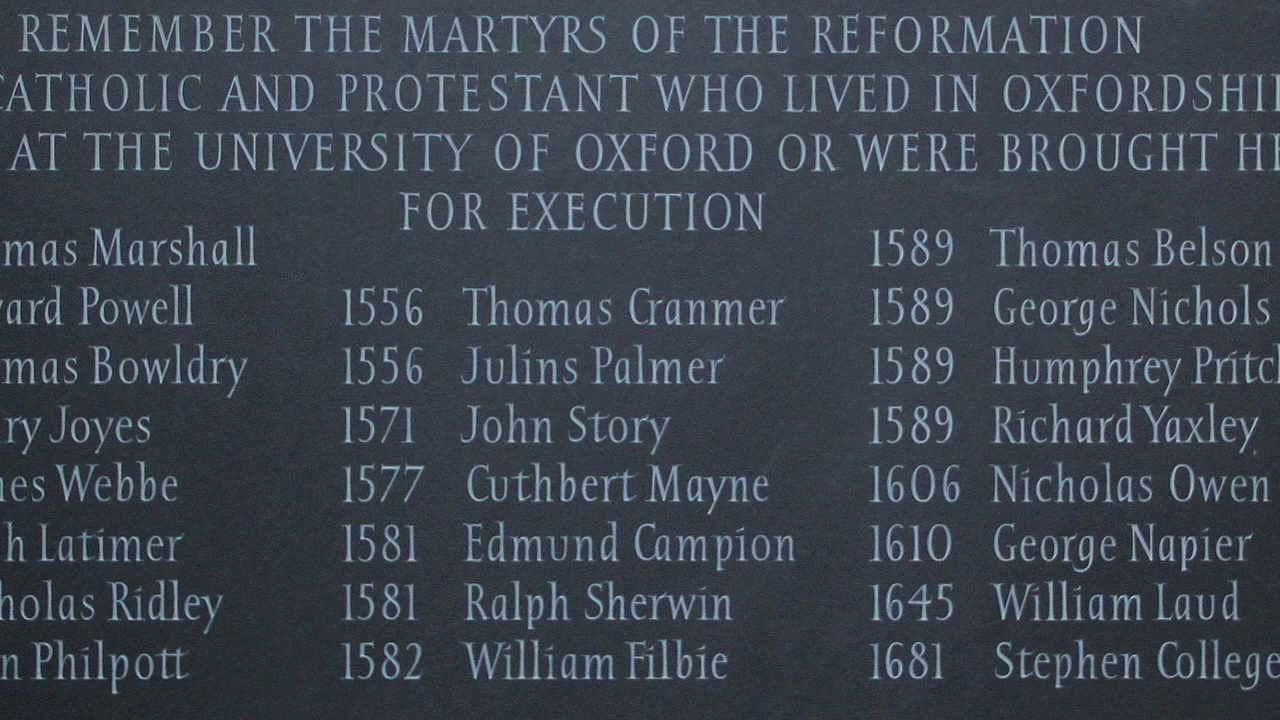 REMEMBER THE MARTYRS OF THE REFORMATION
CATHOLIC AND PROTESTANT WHO LIVED IN OXFORDSHI
AT THE UNIVERSITY OF OXFORD OR WERE BROUGHT HE
FOR EXECUTION
mas Marshall
ard Powell
mas Bowldry
ry Joyes
es Webbe
h Latimer
holas Ridley
n Philpott
1556 Thomas Cranmer
1556 Julins Palmer
1571 John Story
1577 Cuthbert Mayne
1581 Edmund Campion
1581 Ralph Sherwin
1582 William Filbie
1589 Thomas Belson
1589 George Nichols
1589 Humphrey Pritc
1589 Richard Yaxley
1606 Nicholas Owen
1610 George Napier
1645 William Laud
1681 Stephen College